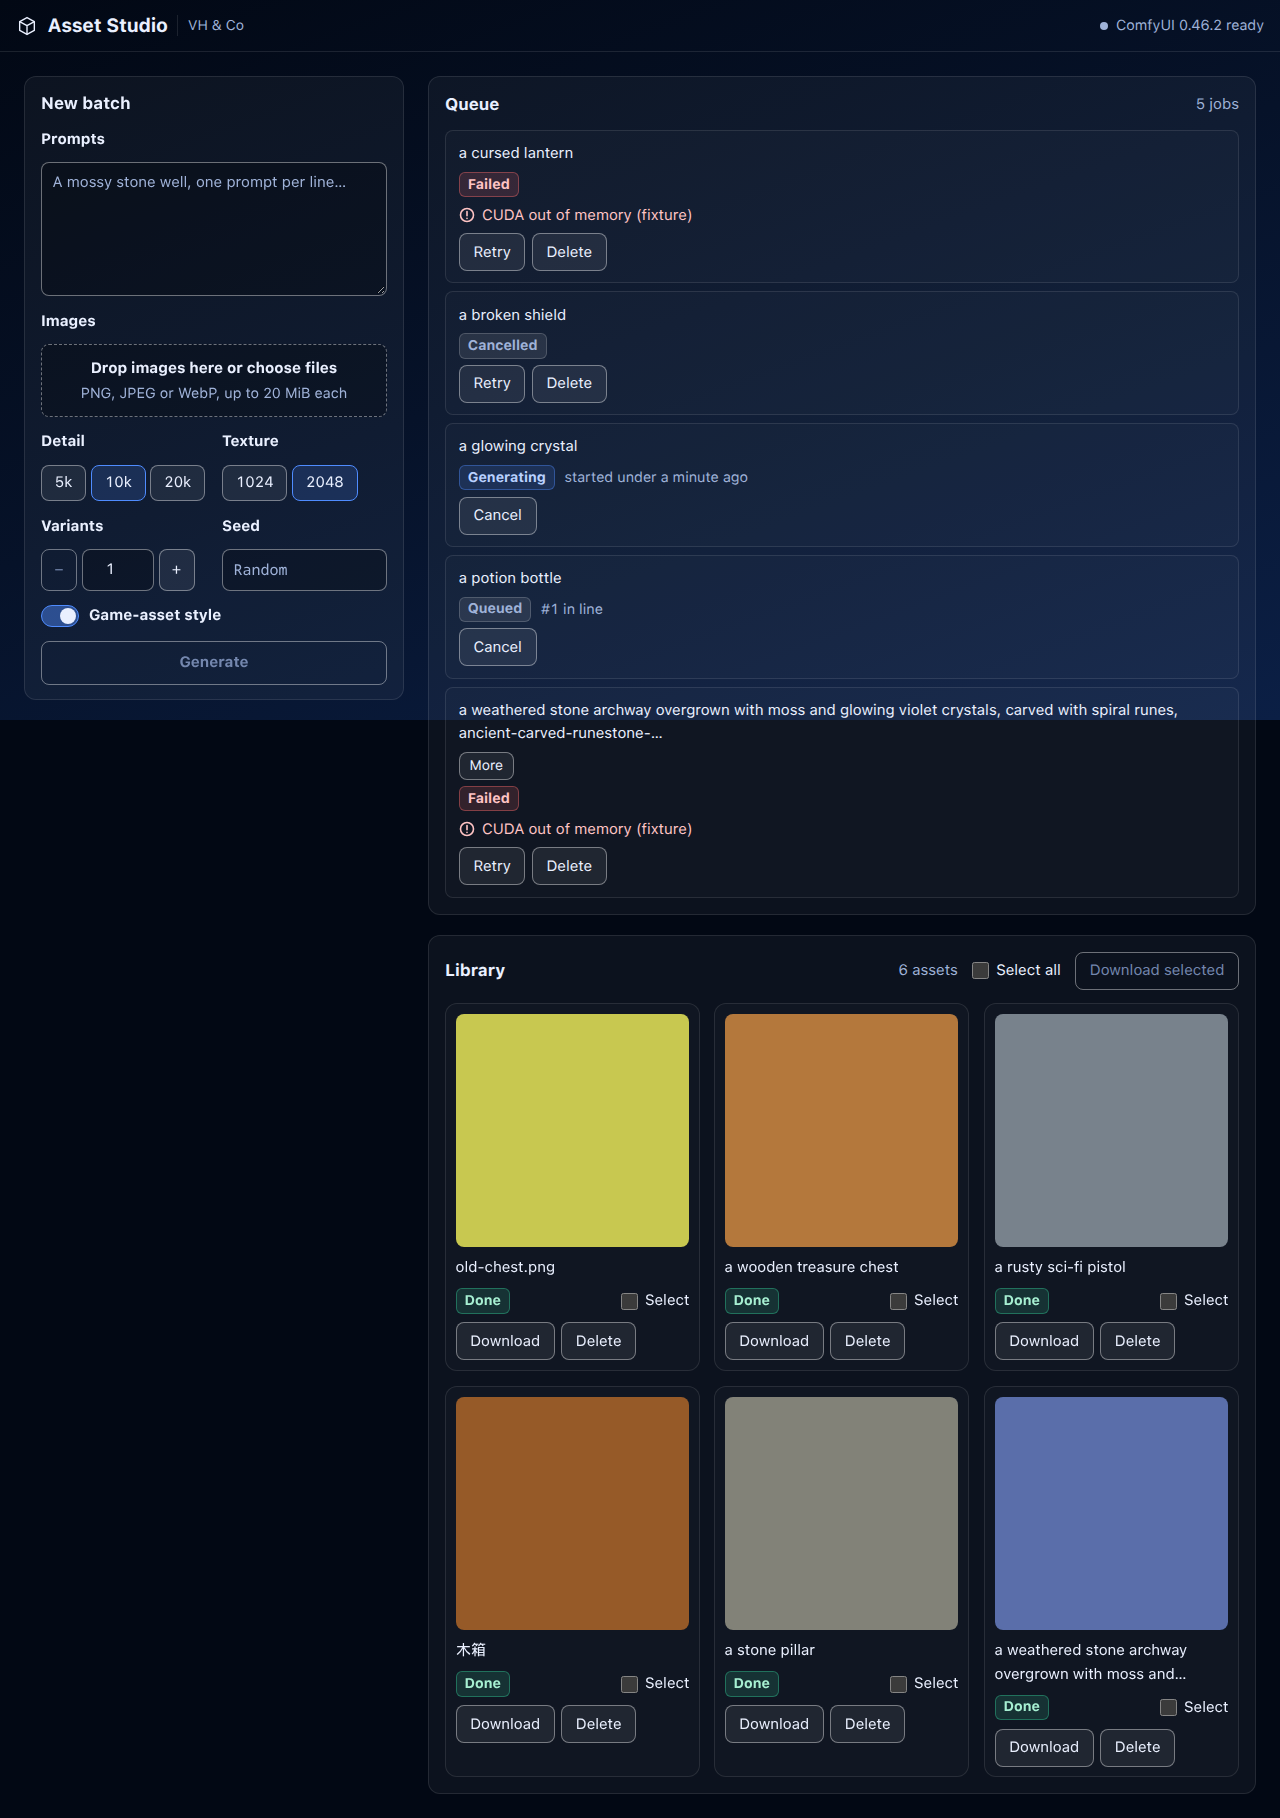 Asset Studio
VH & Co
ComfyUI 0.46.2 ready
New batch
Prompts
A mossy stone well, one prompt per line...
Images
Drop images here or choose files
PNG, JPEG or WebP, up to 20 MiB each
Detail
Texture
5k
10k
20k
1024
2048
Variants
Seed
−
1
+
Random
Game-asset style
Generate
Queue
5 jobs
a cursed lantern
Failed
CUDA out of memory (fixture)
Retry
Delete
a broken shield
Cancelled
Retry
Delete
a glowing crystal
Generating
started under a minute ago
Cancel
a potion bottle
Queued
#1 in line
Cancel
a weathered stone archway overgrown with moss and glowing violet crystals, carved with spiral runes,
ancient-carved-runestone-...
More
Failed
CUDA out of memory (fixture)
Retry
Delete
Library
6 assets
Select all
Download selected
old-chest.png
Done
Select
Download
Delete
a wooden treasure chest
Done
Select
Download
Delete
a rusty sci-fi pistol
Done
Select
Download
Delete
木箱
Done
Select
Download
Delete
a stone pillar
Done
Select
Download
Delete
a weathered stone archway
overgrown with moss and...
Done
Select
Download
Delete